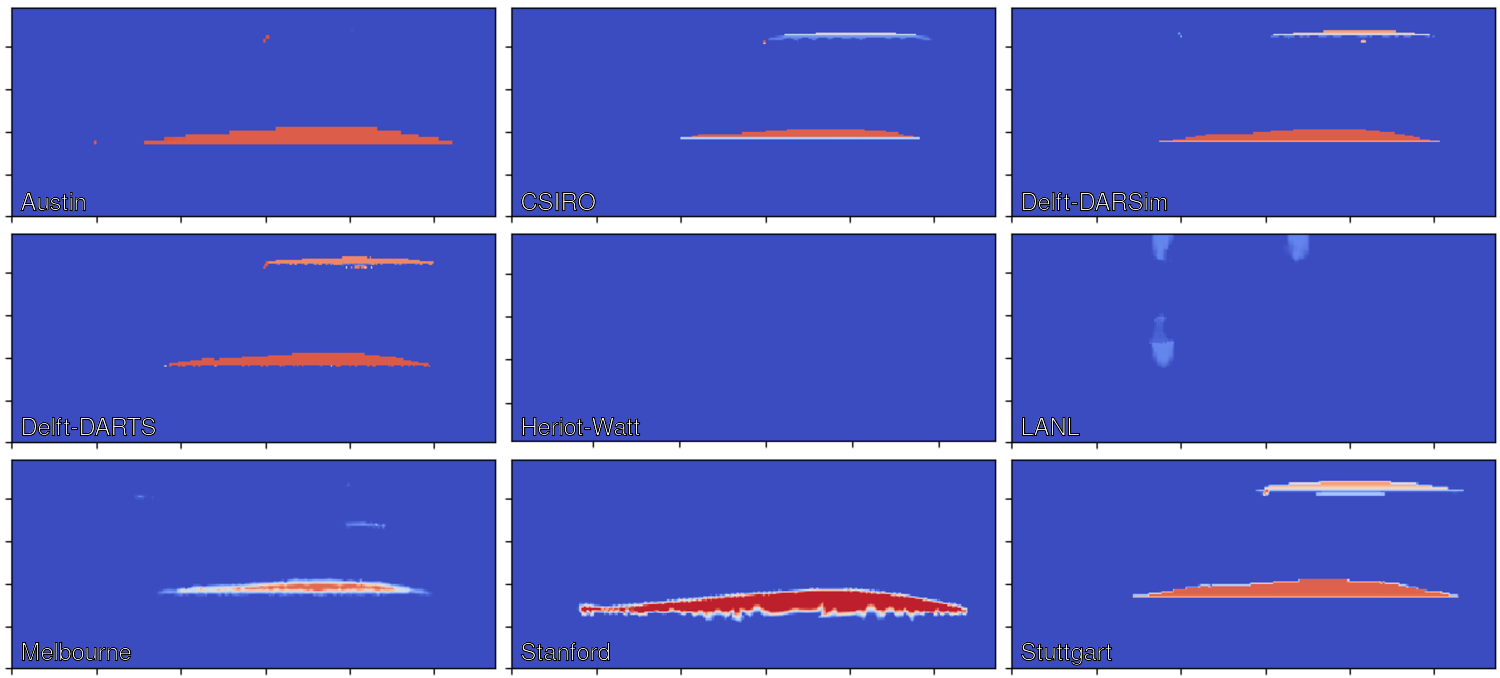 Austin
CSIRO
Delft-DARSim
Delft-DARTS
Heriot-Watt
LANL
Melbourne
Stanford
Stuttgart